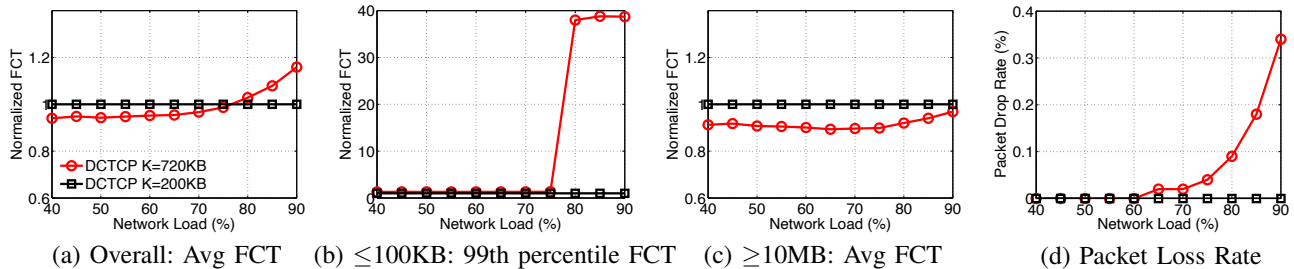 Normalized FCT
1.2
1
0.8
0.6
DCTCP K=720KB
DCTCP K=200KB
40 50 60 70 80 90
Network Load (%)
(a) Overall: Avg FCT
Normalized FCT
40
30
20
10
0
40 50 60 70 80 90
Network Load (%)
(b) ≤100KB: 99th percentile FCT
Normalized FCT
1.2
1
0.8
0.6
40 50 60 70 80 90
Network Load (%)
(c) ≥10MB: Avg FCT
Packet Drop Rate (%)
0.4
0.3
0.2
0.1
0
40 50 60 70 80 90
Network Load (%)
(d) Packet Loss Rate